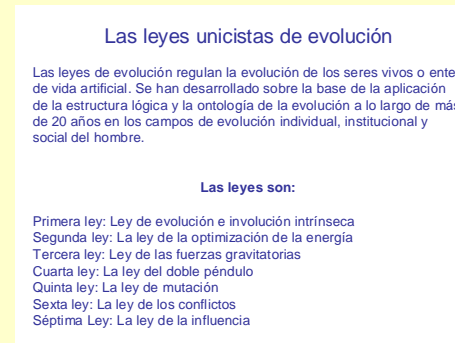 Las leyes unicistas de evolución
Las leyes de evolución regulan la evolución de los seres vivos o ente
de vida artificial. Se han desarrollado sobre la base de la aplicación
de la estructura lógica y la ontología de la evolución a lo largo de más
de 20 años en los campos de evolución individual, institucional y
social del hombre.
Las leyes son:
Primera ley: Ley de evolución e involución intrínseca
Segunda ley: La ley de la optimización de la energía
Tercera ley: Ley de las fuerzas gravitatorias
Cuarta ley: La ley del doble péndulo
Quinta ley: La ley de mutación
Sexta ley: La ley de los conflictos
Séptima Ley: La ley de la influencia